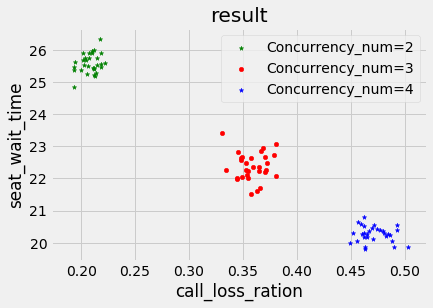 result
Concurrency_num=2
Concurrency_num=3
Concurrency_num=4
seat_wait_time
26
25
24
23
22
21
20
0.20 0.25 0.30 0.35 0.40 0.45 0.50
call_loss_ration